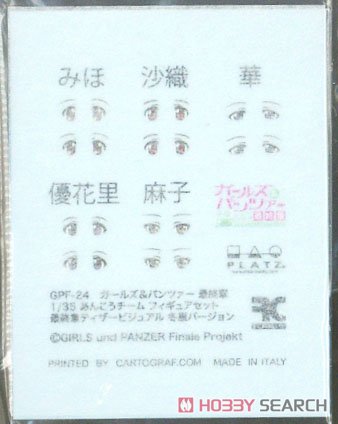 みほ 沙織 華
優花里 麻子
ガールズ&
パンツァー
最終章
PLATZ
GPF-24 ガールズ&パンツァー 最終章
1/35 あんこうチーム フィギュアセット
最終章ティザービジュアル 冬服バージョン
©GIRLS und PANZER Finale Projekt
PRINTED BY CARTOGRAF.COM MADE IN ITALY
HOBBY SEARCH